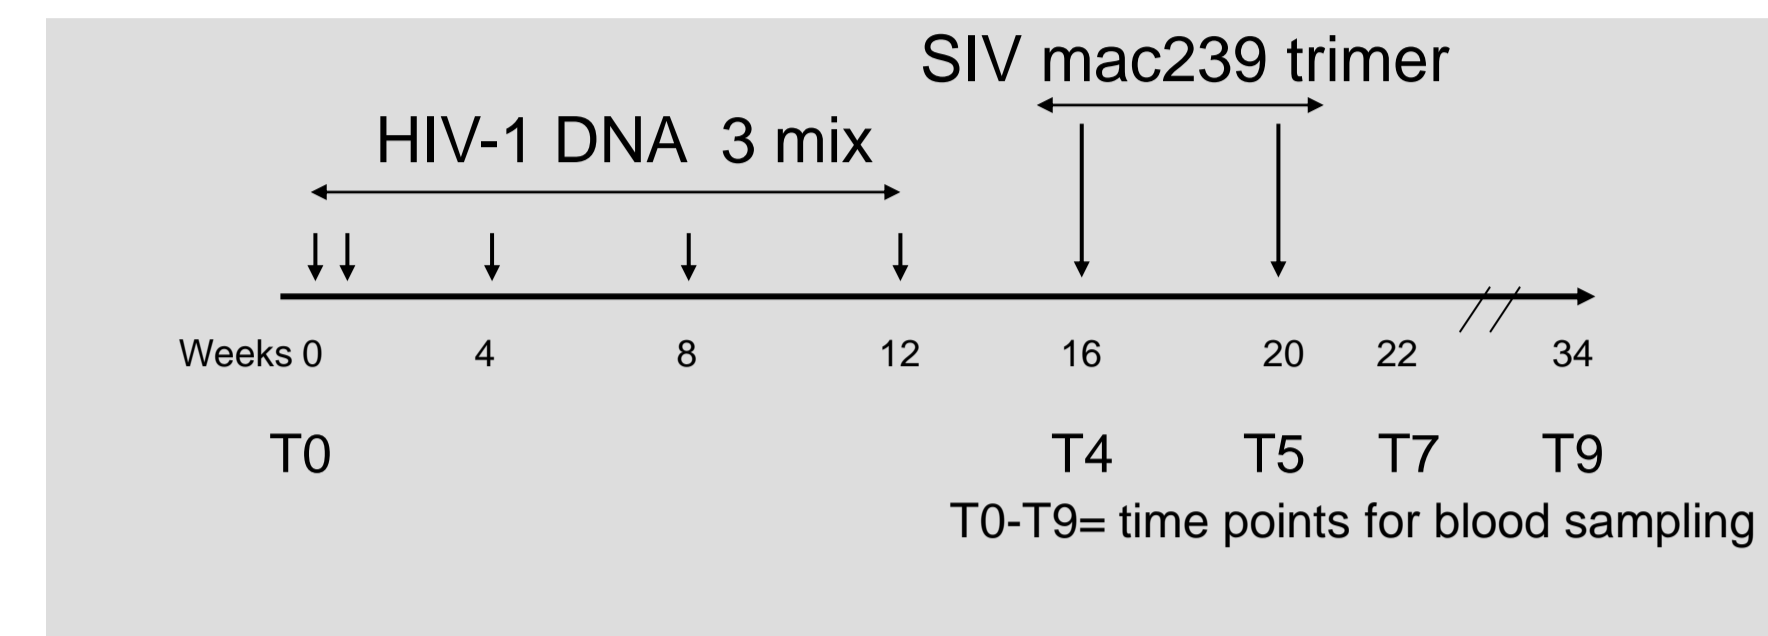 SIV mac239 trimer
HIV-1 DNA 3 mix
Weeks 0 4 8 12 16 20 22 34
T0 T4 T5 T7 T9
T0-T9= time points for blood sampling